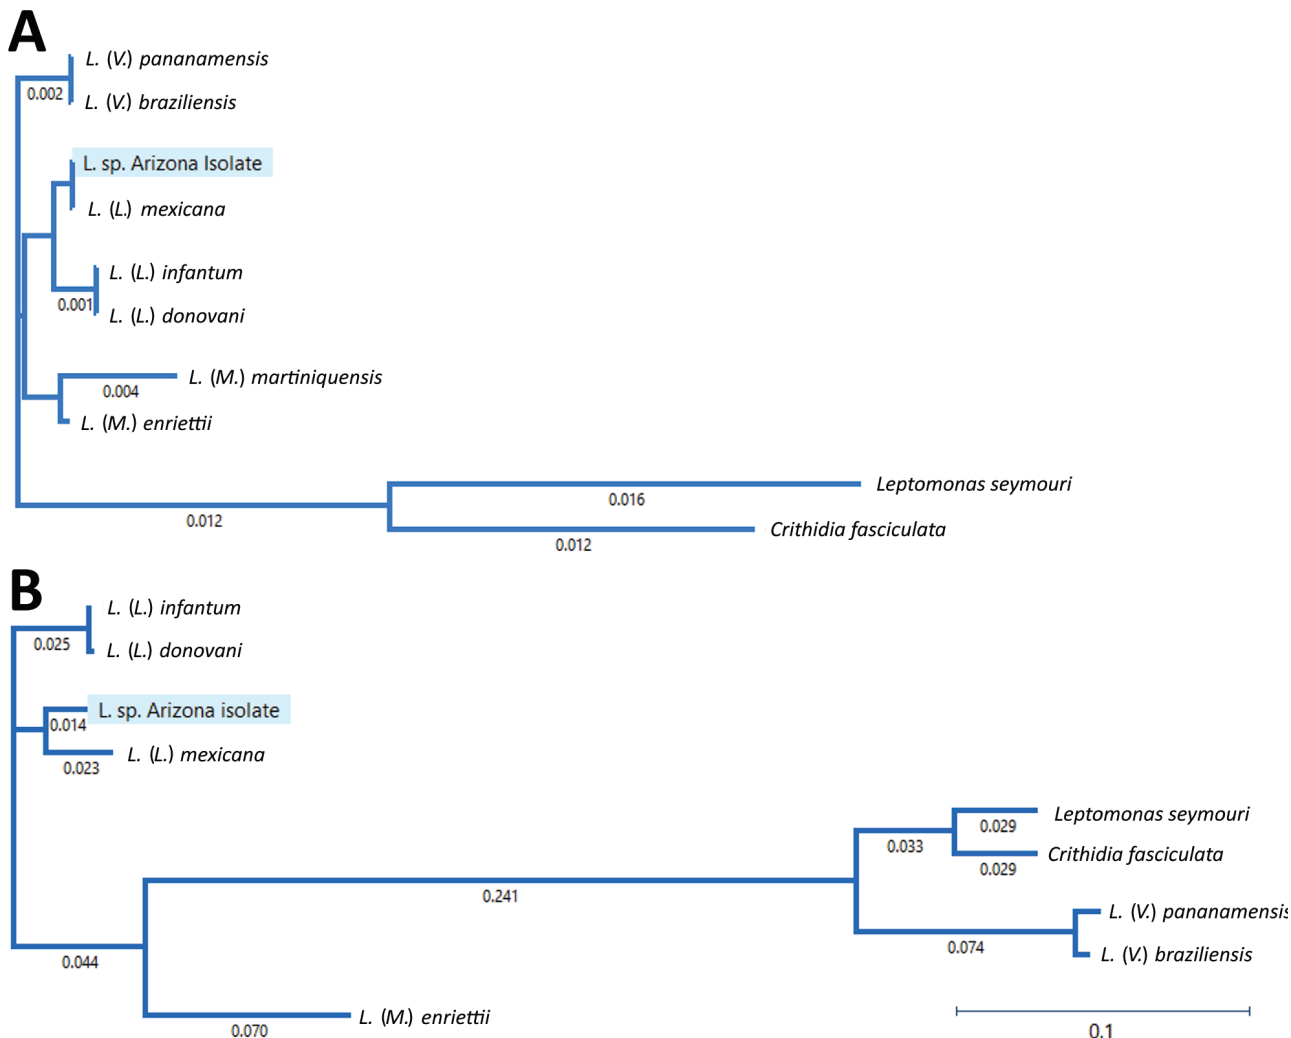 A
L. (V.) pananamensis
0.002
L. (V.) braziliensis
L. sp. Arizona Isolate
L. (L.) mexicana
L. (L.) infantum
0.001
L. (L.) donovani
L. (M.) martiniquensis
0.004
L. (M.) enriettii
Leptomonas seymouri
0.016
0.012
Crithidia fasciculata
0.012
B
L. (L.) infantum
0.025
L. (L.) donovani
L. sp. Arizona isolate
0.014
L. (L.) mexicana
0.023
Leptomonas seymouri
0.029
0.033
Crithidia fasciculata
0.029
0.241
L. (V.) pananamensis
0.074
L. (V.) braziliensis
0.044
L. (M.) enriettii
0.070
0.1